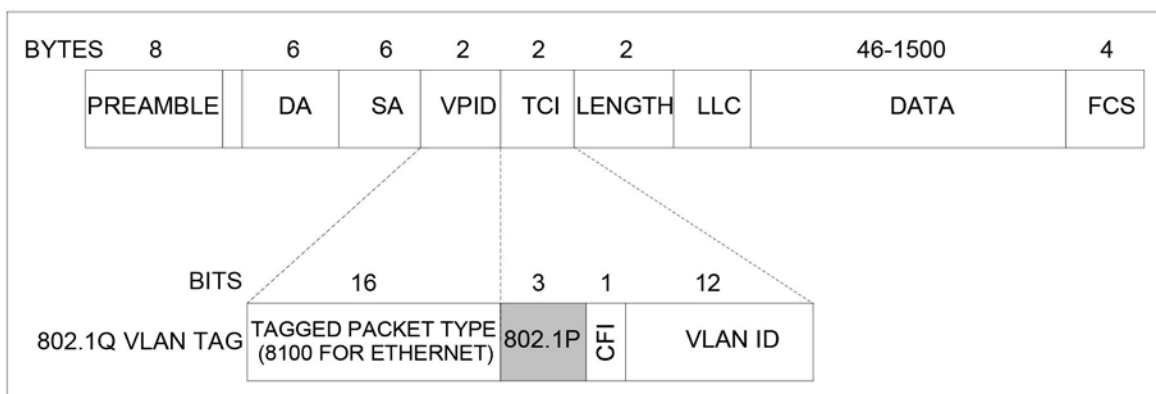 BYTES 8 6 6 2 2 2 46-1500 4
PREAMBLE DA SA VPID TCI LENGTH LLC DATA FCS
BITS 16 3 1 12
802.1Q VLAN TAG TAGGED PACKET TYPE (8100 FOR ETHERNET) 802.1P CFI VLAN ID